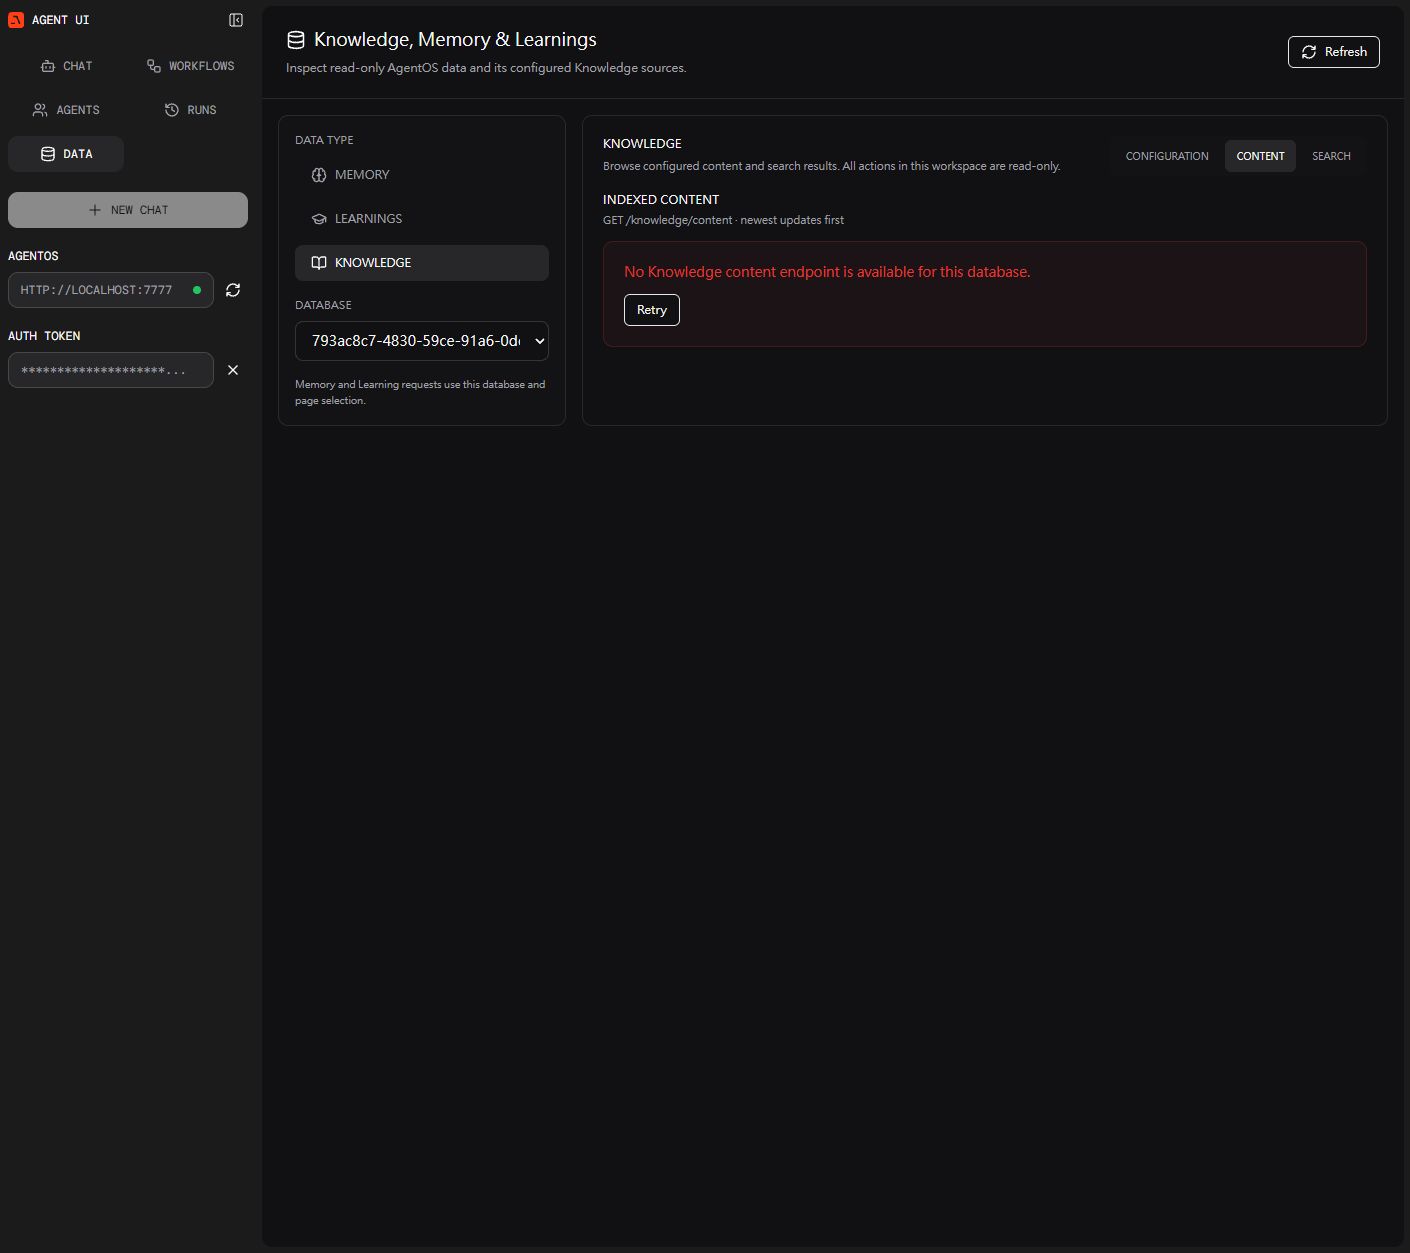 AGENT UI
CHAT
WORKFLOWS
AGENTS
RUNS
DATA
NEW CHAT
AGENTOS
HTTP://LOCALHOST:7777
AUTH TOKEN
********************...
Knowledge, Memory & Learnings
Inspect read-only AgentOS data and its configured Knowledge sources.
Refresh
DATA TYPE
MEMORY
LEARNINGS
KNOWLEDGE
DATABASE
793ac8c7-4830-59ce-91a6-0d
Memory and Learning requests use this database and
page selection.
KNOWLEDGE
Browse configured content and search results. All actions in this workspace are read-only.
CONFIGURATION
CONTENT
SEARCH
INDEXED CONTENT
GET /knowledge/content · newest updates first
No Knowledge content endpoint is available for this database.
Retry